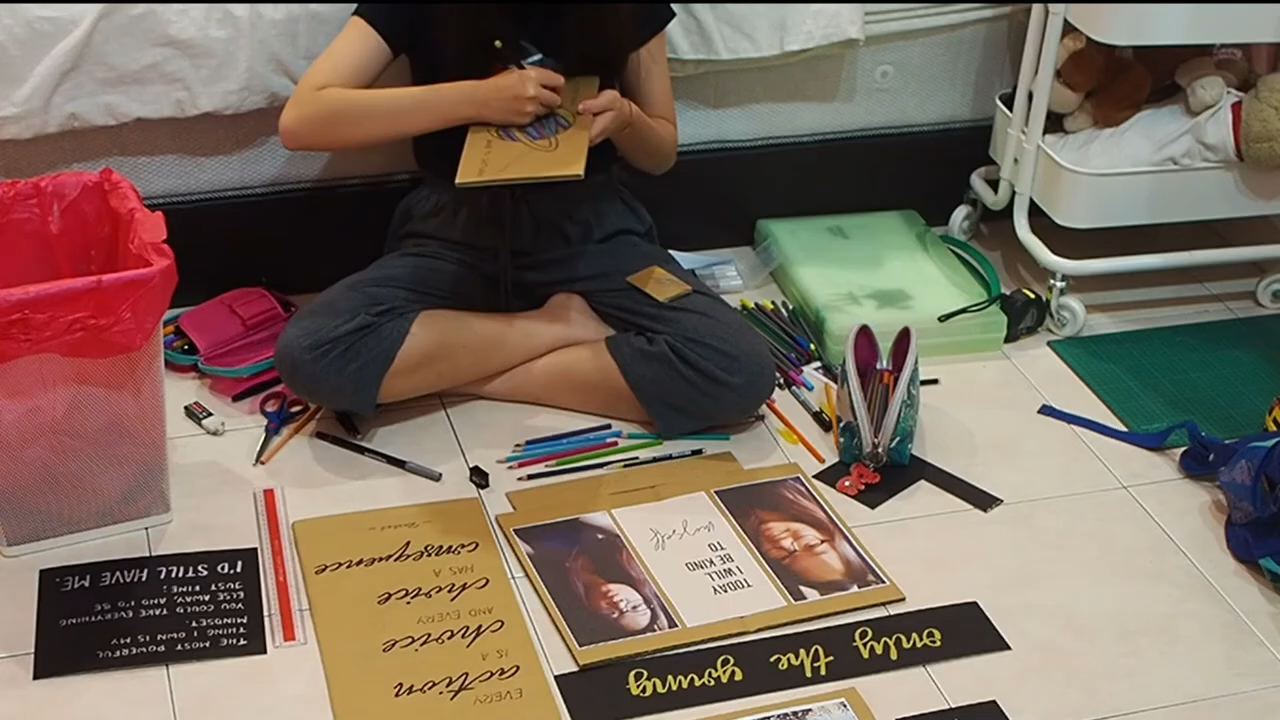 THE MOST POWERFUL
THING I OWN IS MY
MINDSET.
YOU COULD TAKE EVERYTHING
ELSE AWAY, AND I'D BE
JUST FINE;
I'D STILL HAVE ME.
EVERY
action
IS A
choice
AND EVERY
choice
HAS A
consequence
TODAY
I WILL
BE KIND
TO
myself
only the young